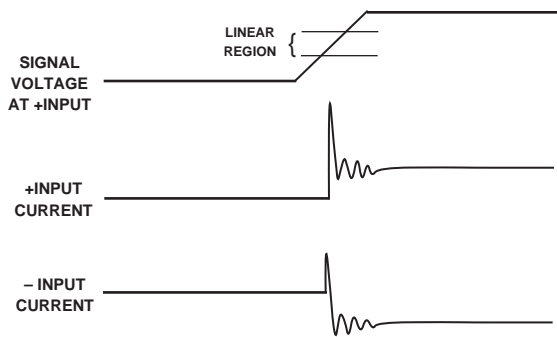 LINEAR
REGION
{
SIGNAL
VOLTAGE
AT +INPUT
+INPUT
CURRENT
– INPUT
CURRENT